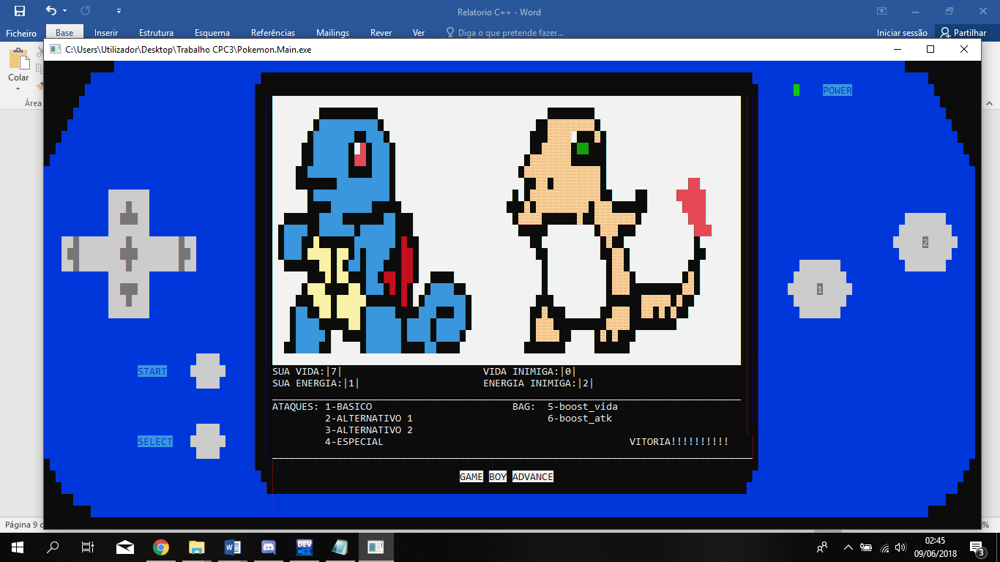 Relatorio C++ - Word
Ficheiro Base Inserir Estrutura Esquema Referências Mailings Rever Ver Diga o que pretende fazer... Iniciar sessão Partilhar
C:\Users\Utilizador\Desktop\Trabalho CPC3\Pokemon.Main.exe
Colar
Área
POWER
2
1
START
SELECT
SUA VIDA:|7| VIDA INIMIGA:|0|
SUA ENERGIA:|1| ENERGIA INIMIGA:|2|
ATAQUES: 1-BASICO BAG: 5-boost_vida
2-ALTERNATIVO 1 6-boost_atk
3-ALTERNATIVO 2
4-ESPECIAL VITORIA!!!!!!!!!!
GAME BOY ADVANCE
Página 9 %
DEV
02:45
09/06/2018
3